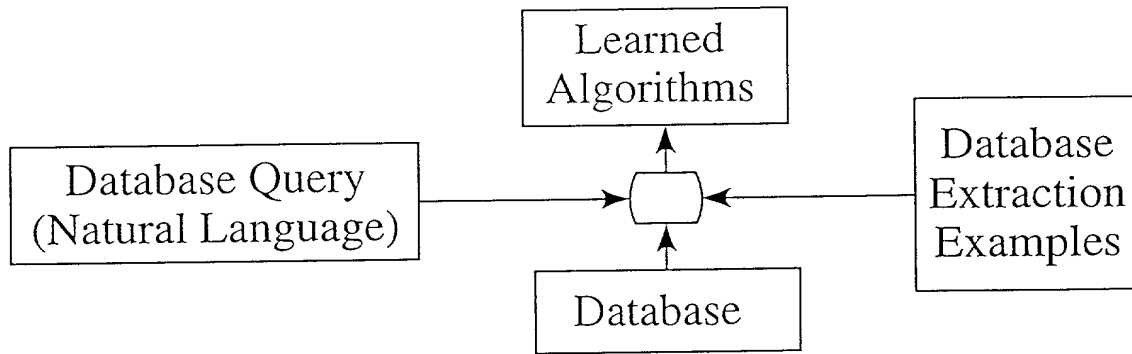 Learned
Algorithms
Database Query
(Natural Language)
Database
Extraction
Examples
Database